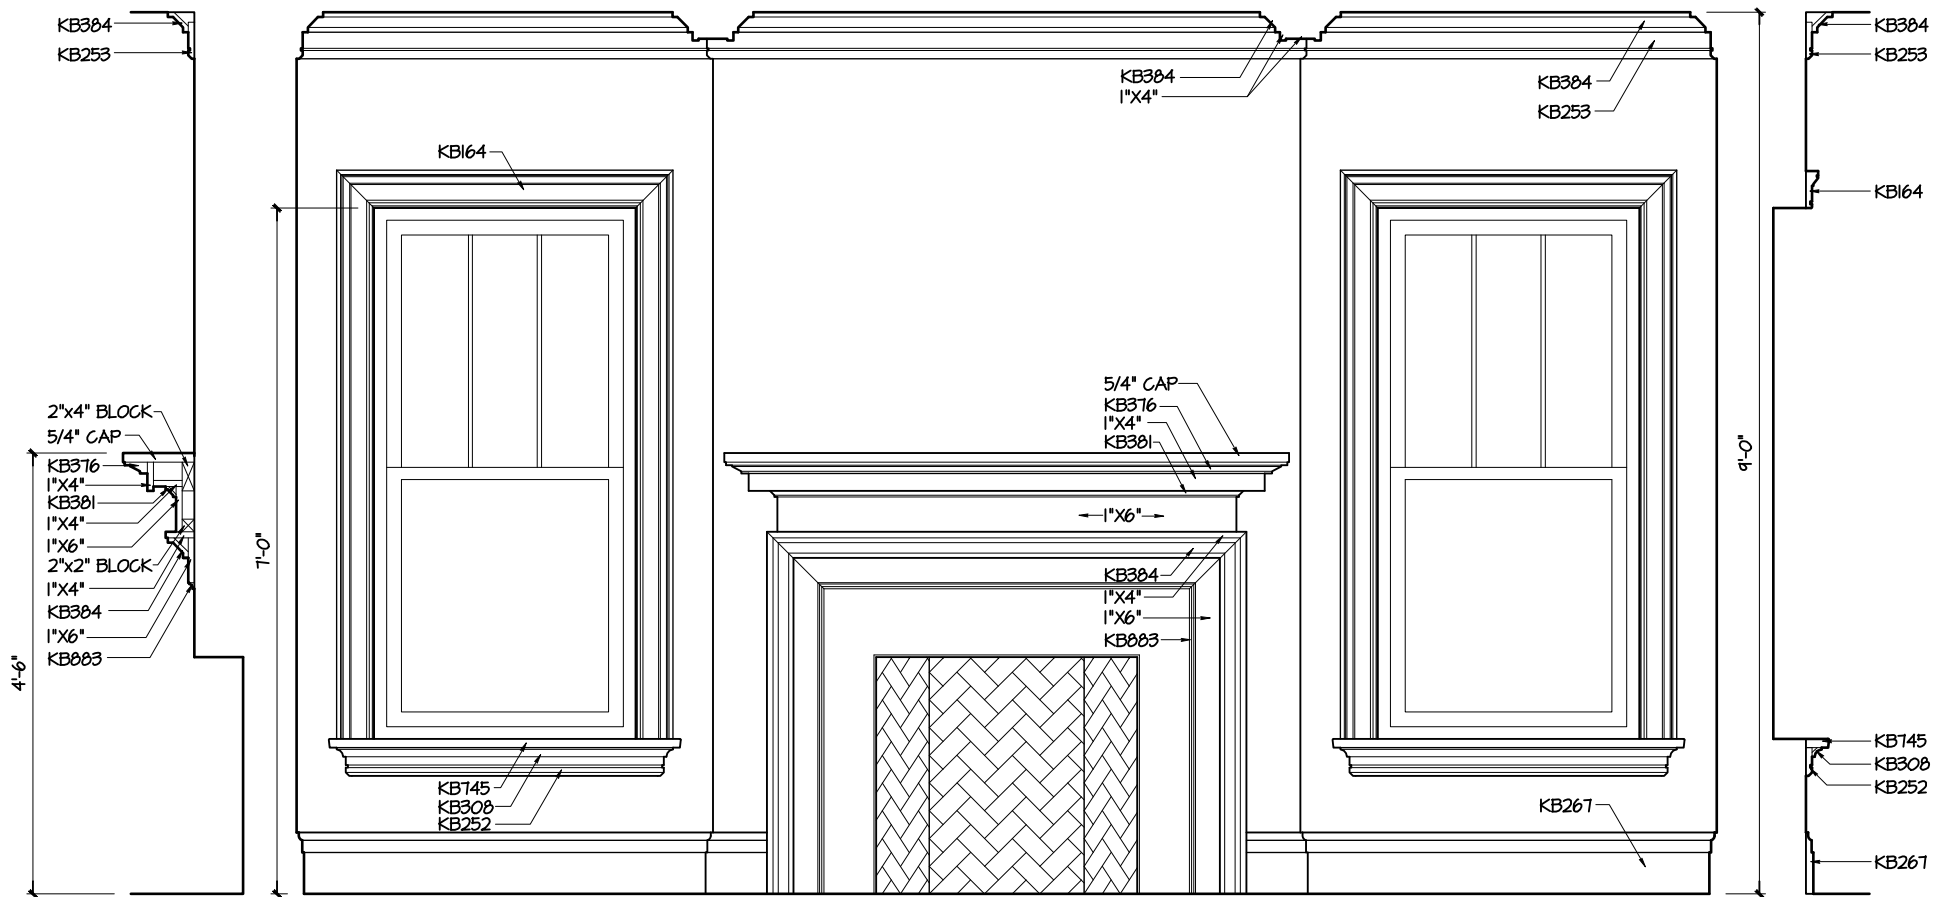 KB384
KB253
2"x4" BLOCK
5/4" CAP
KB376
1"X4"
KB381
1"X4"
1"X6"
2"x2" BLOCK
1"X4"
KB384
1"X6"
KB883
4'-6"
7'-0"
KB164
KB745
KB308
KB252
KB384
1"X4"
5/4" CAP
KB376
1"X4"
KB381
1"X6"
KB384
1"X4"
1"X6"
KB883
KB384
KB253
KB267
9'-0"
KB384
KB253
KB164
KB745
KB308
KB252
KB267